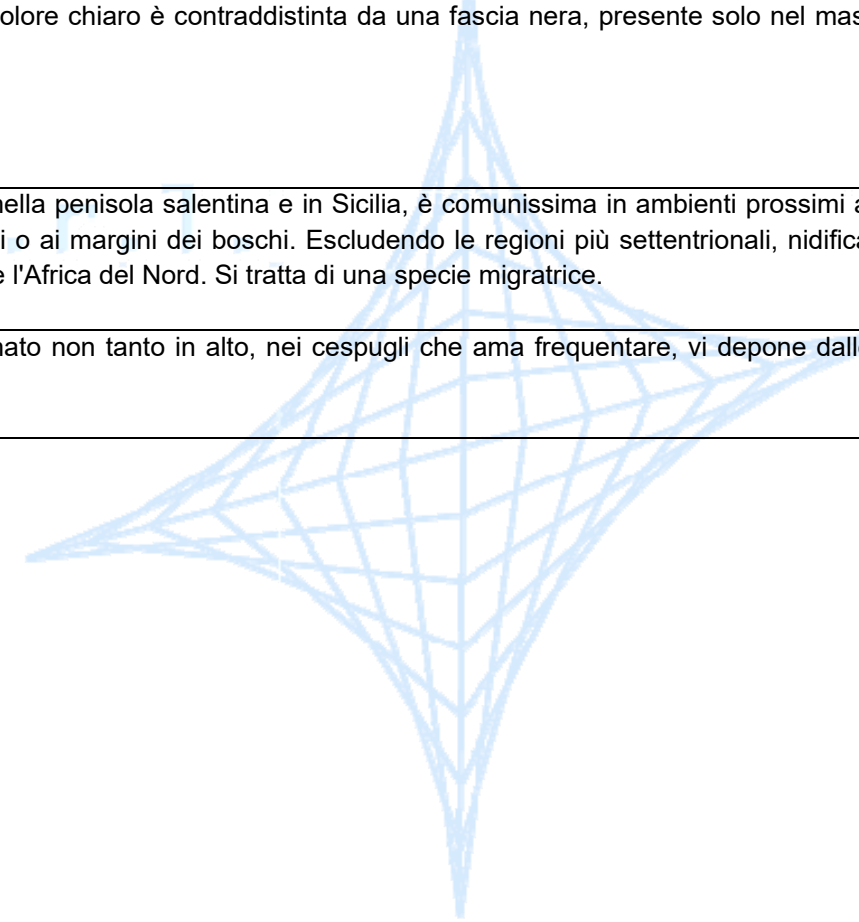 olore chiaro è contraddistinta da una fascia nera, presente solo nel mas
nella penisola salentina e in Sicilia, è comunissima in ambienti prossimi a
i o ai margini dei boschi. Escludendo le regioni più settentrionali, nidifica
e l'Africa del Nord. Si tratta di una specie migratrice.
nato non tanto in alto, nei cespugli che ama frequentare, vi depone dalle